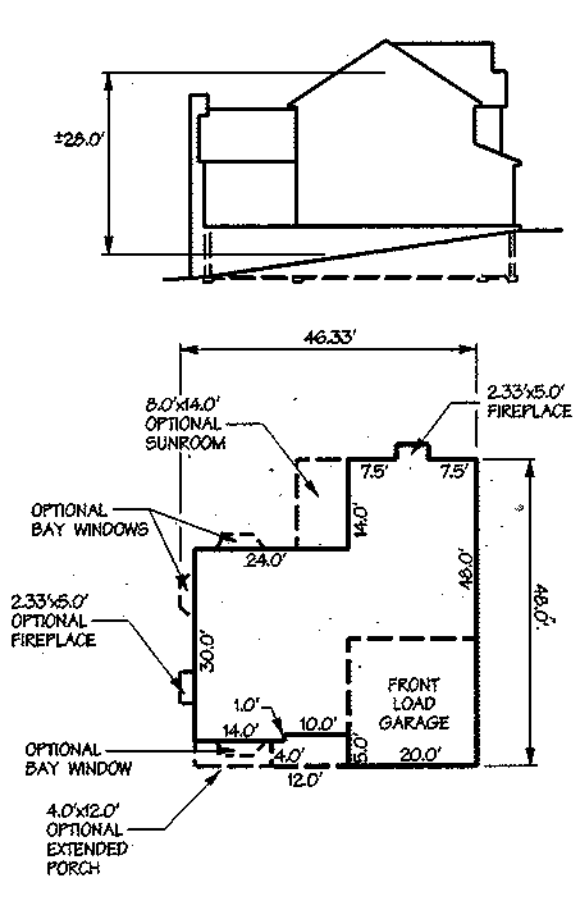 ±28.0'
46.33'
8.0'x14.0'
OPTIONAL
SUNROOM
2.33'x5.0'
FIREPLACE
7.5'
7.5'
14.0'
OPTIONAL
BAY WINDOWS
24.0'
48.0'
48.0'
2.33'x5.0'
OPTIONAL
FIREPLACE
30.0'
FRONT
LOAD
GARAGE
1.0'
14.0'
10.0'
4.0'
5.0'
20.0'
12.0'
OPTIONAL
BAY WINDOW
4.0'x12.0'
OPTIONAL
EXTENDED
PORCH